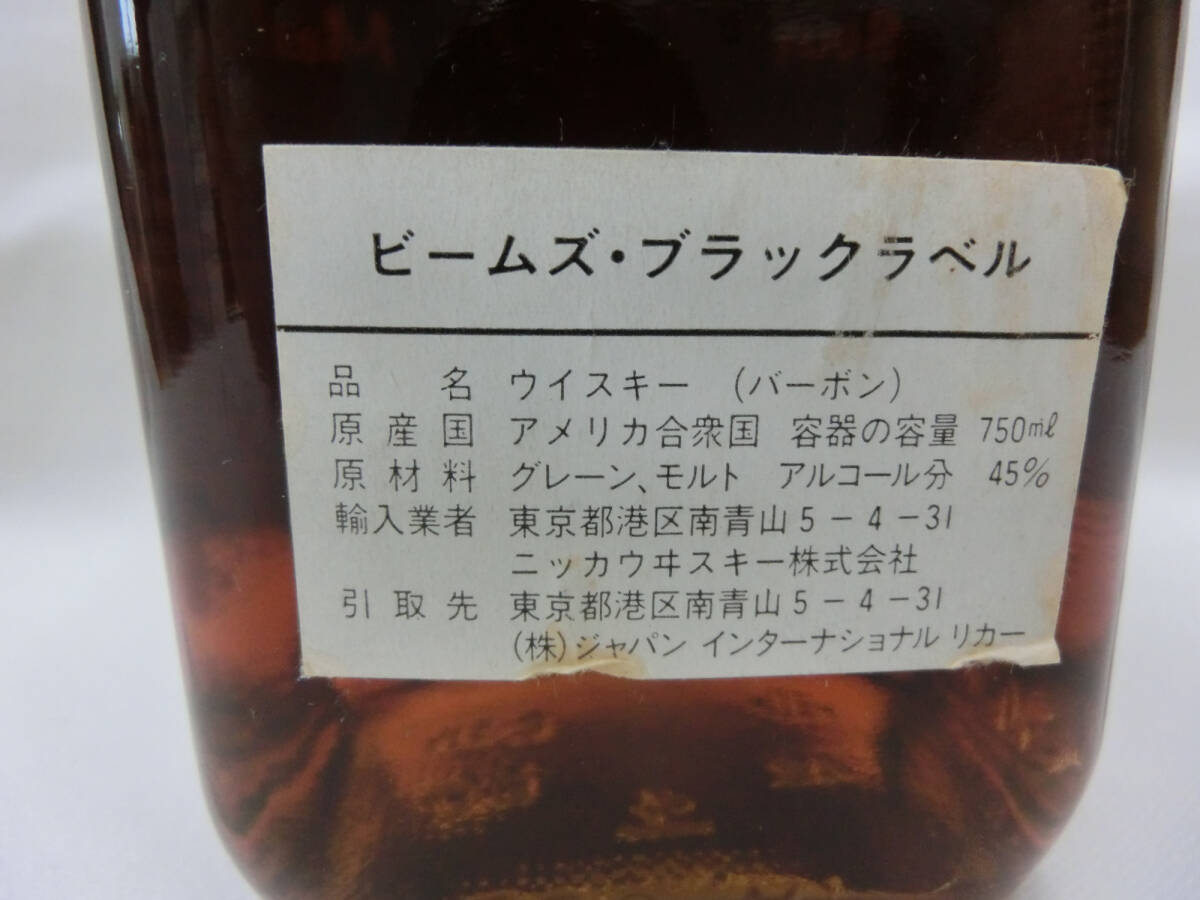 ビームズ・ブラックラベル
品名 ウイスキー (バーボン)
原産国 アメリカ合衆国 容器の容量 750ml
原材料 グレーン、モルト アルコール分 45%
輸入業者 東京都港区南青山5-4-31
ニッカウヰスキー株式会社
引取先 東京都港区南青山5-4-31
(株)ジャパン インターナショナル リカー